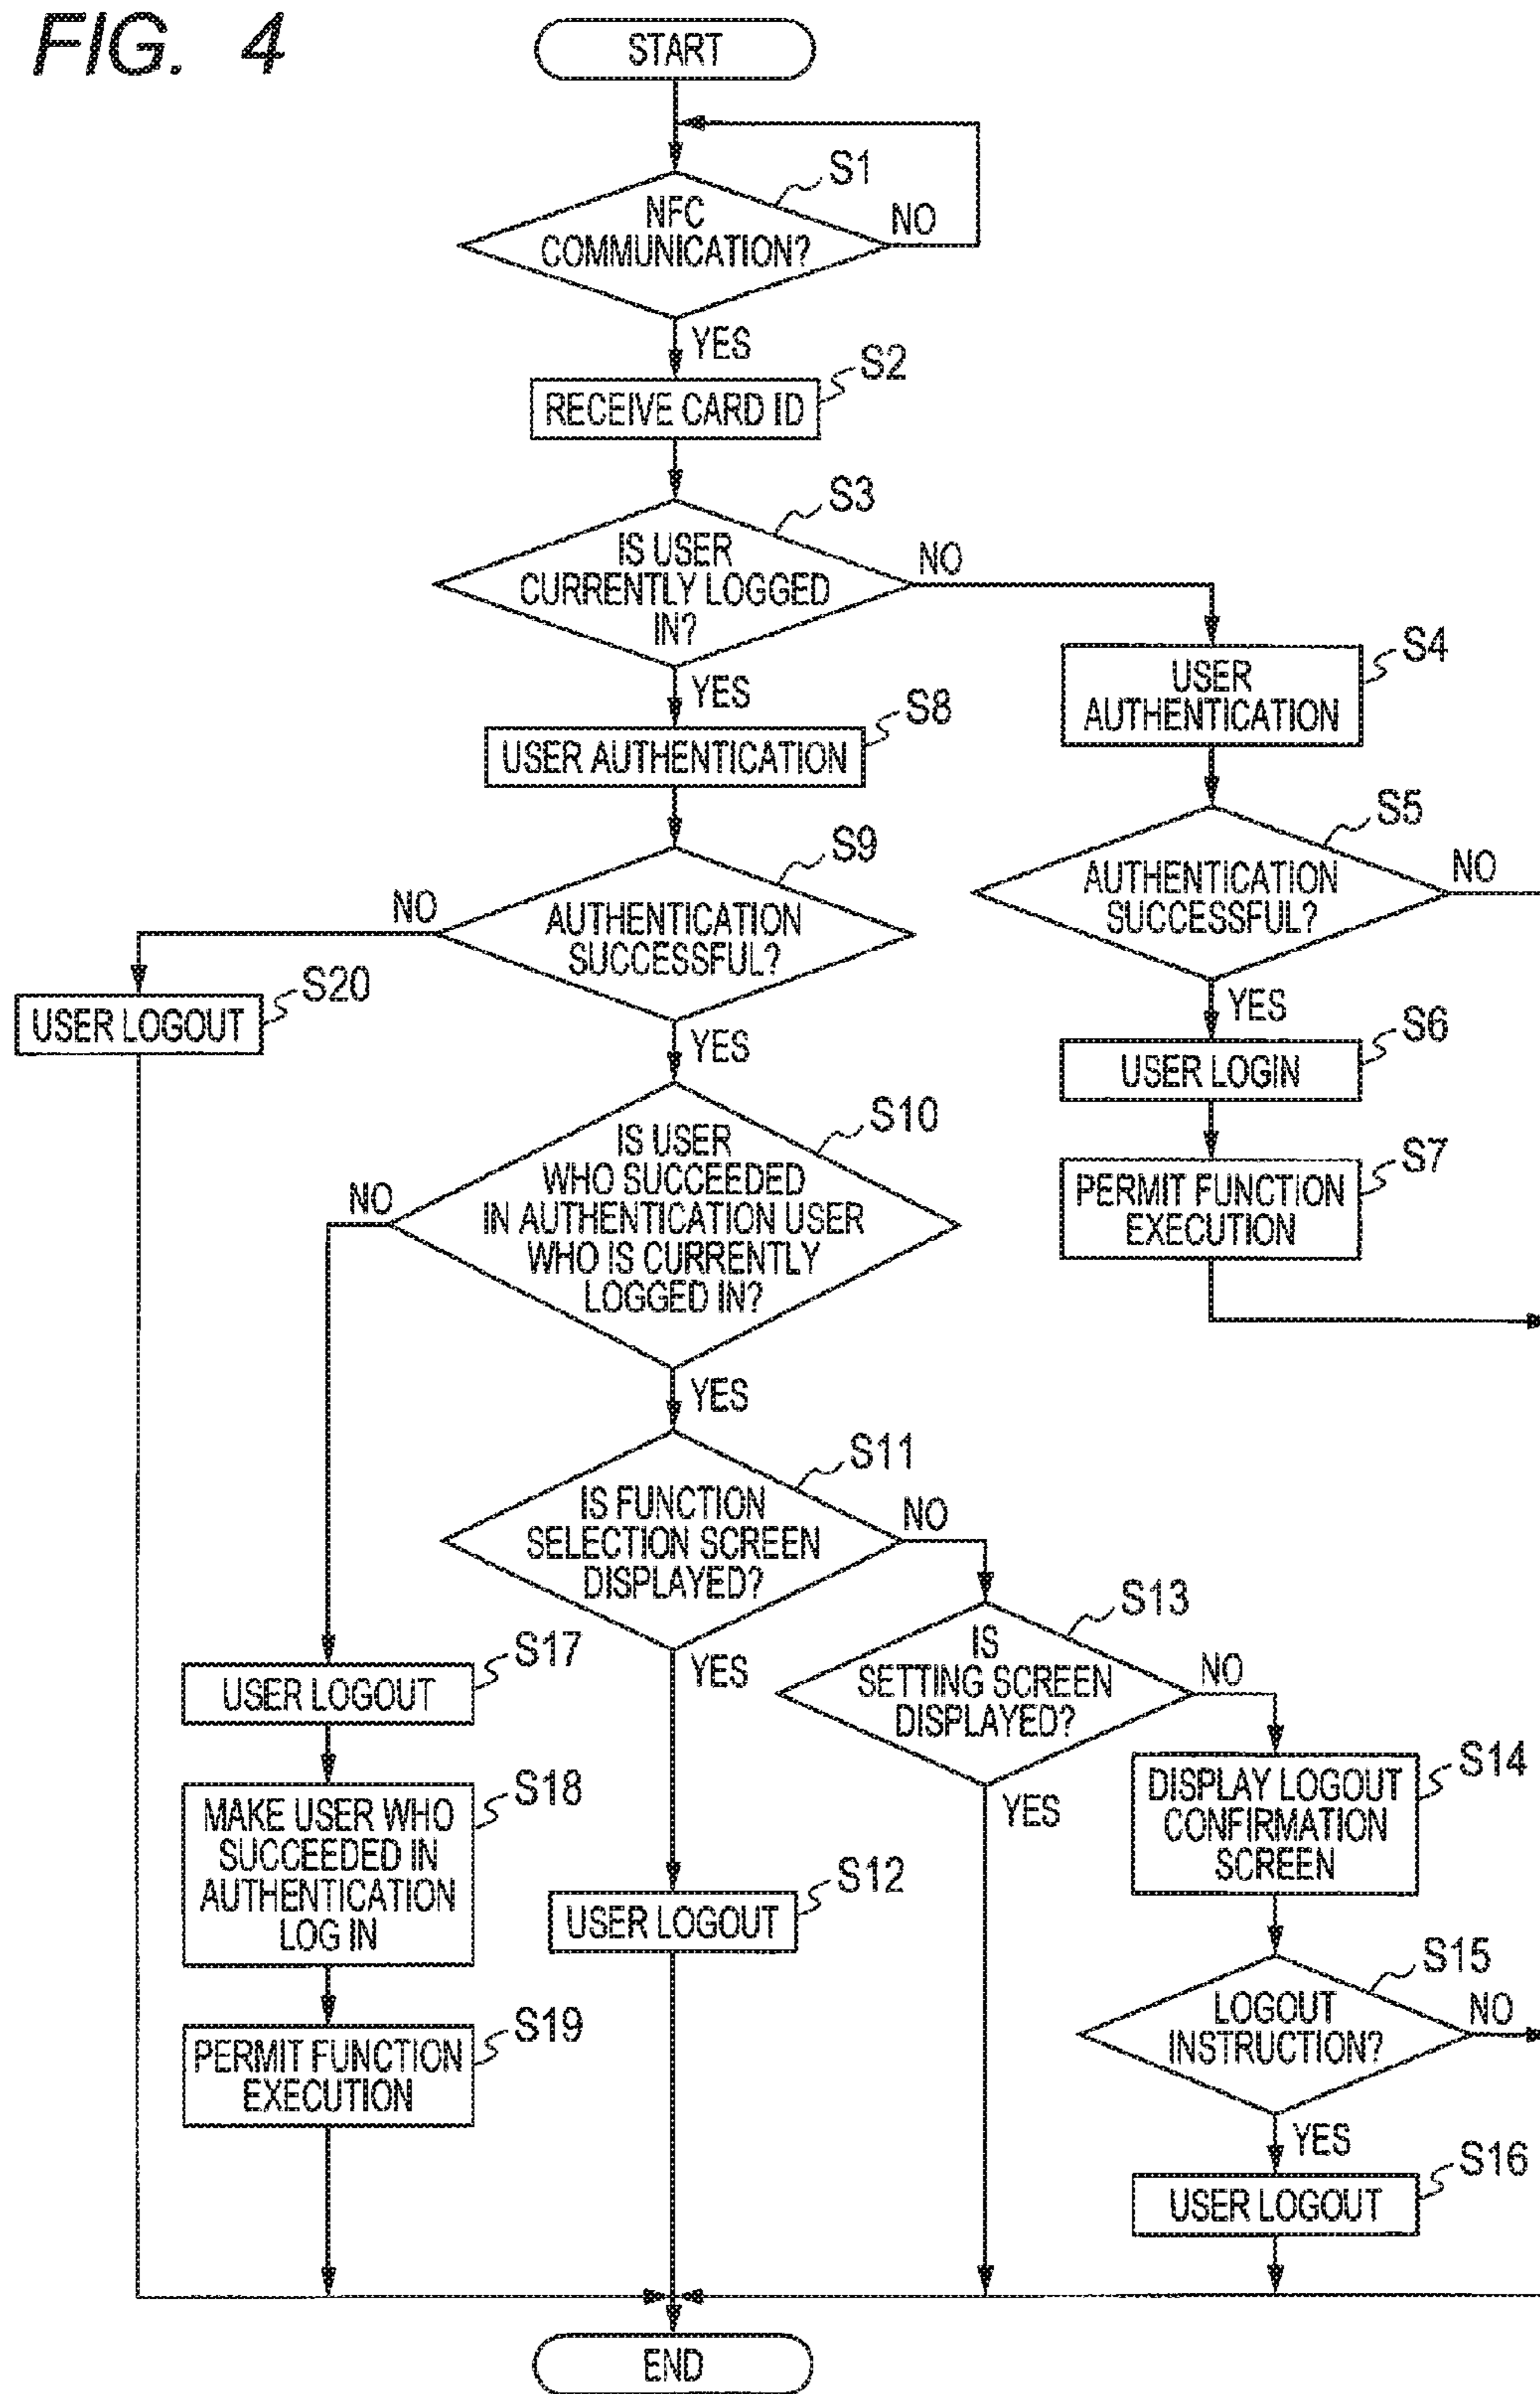 FIG. 4
START
S1
NFC
COMMUNICATION?
NO
YES
S2
RECEIVE CARD ID
S3
IS USER
CURRENTLY LOGGED
IN?
NO
YES
S4
USER
AUTHENTICATION
S8
USER AUTHENTICATION
S5
AUTHENTICATION
SUCCESSFUL?
NO
YES
S9
AUTHENTICATION
SUCCESSFUL?
NO
YES
S20
USER LOGOUT
S6
USER LOGIN
S7
PERMIT FUNCTION
EXECUTION
S10
IS USER
WHO SUCCEEDED
IN AUTHENTICATION USER
WHO IS CURRENTLY
LOGGED IN?
NO
YES
S11
IS FUNCTION
SELECTION SCREEN
DISPLAYED?
NO
YES
S13
IS
SETTING SCREEN
DISPLAYED?
NO
YES
S17
USER LOGOUT
S14
DISPLAY LOGOUT
CONFIRMATION
SCREEN
S18
MAKE USER WHO
SUCCEEDED IN
AUTHENTICATION
LOG IN
S12
USER LOGOUT
S15
LOGOUT
INSTRUCTION?
NO
YES
S19
PERMIT FUNCTION
EXECUTION
S16
USER LOGOUT
END